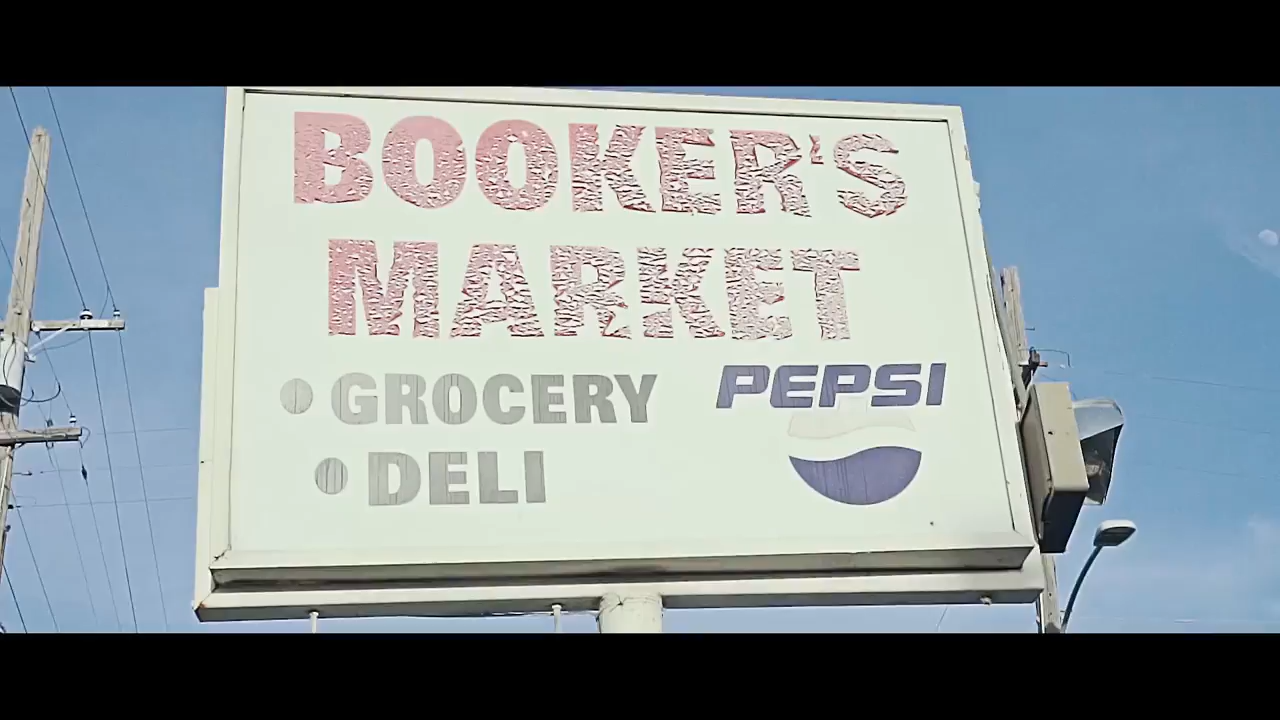 BOOKER'S
MARKET
• GROCERY
• DELI
PEPSI